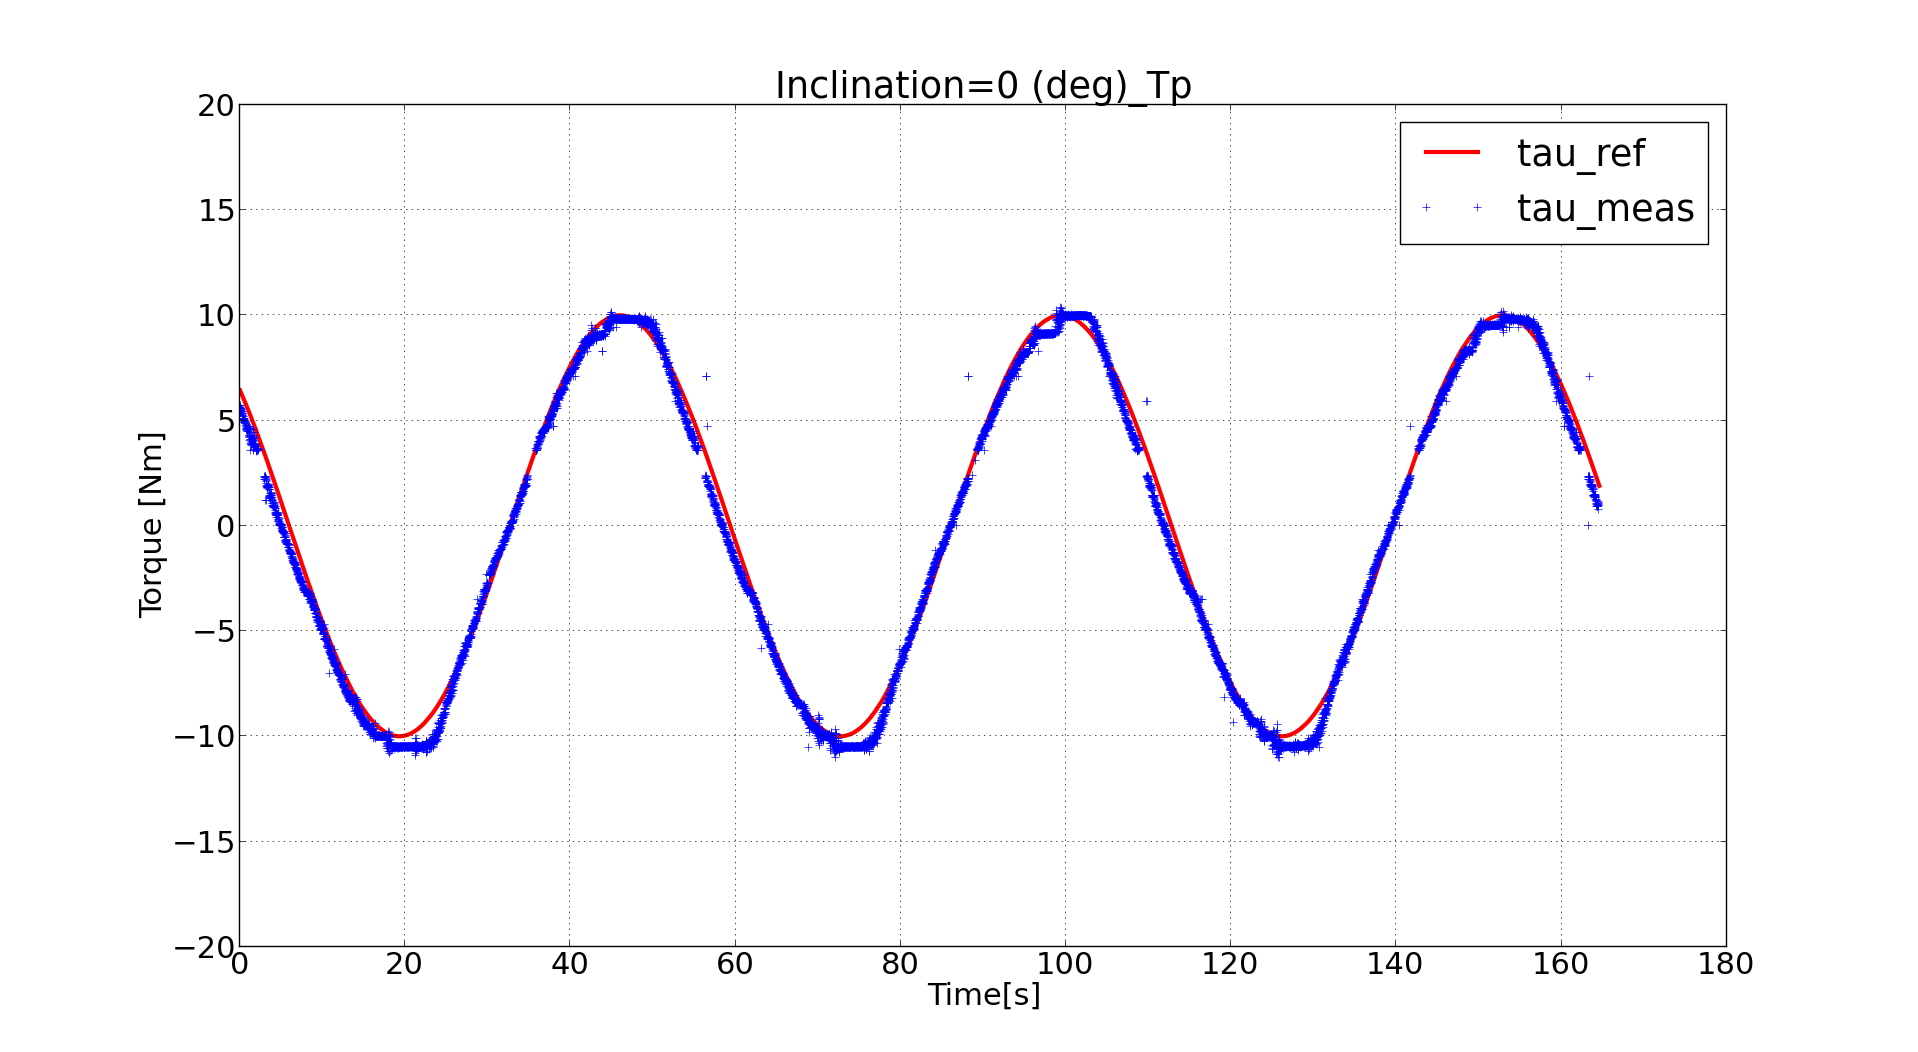 Inclination=0 (deg)_Tp
20
15
10
5
0
−5
−10
−15
−20
Torque [Nm]
tau_ref
tau_meas
0 20 40 60 80 100 120 140 160 180
Time[s]